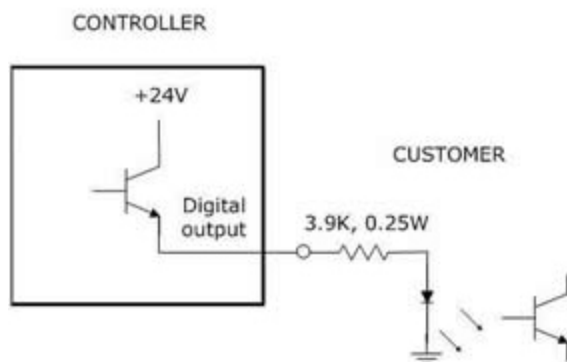 CONTROLLER
+24V
CUSTOMER
Digital
output
3.9K, 0.25W